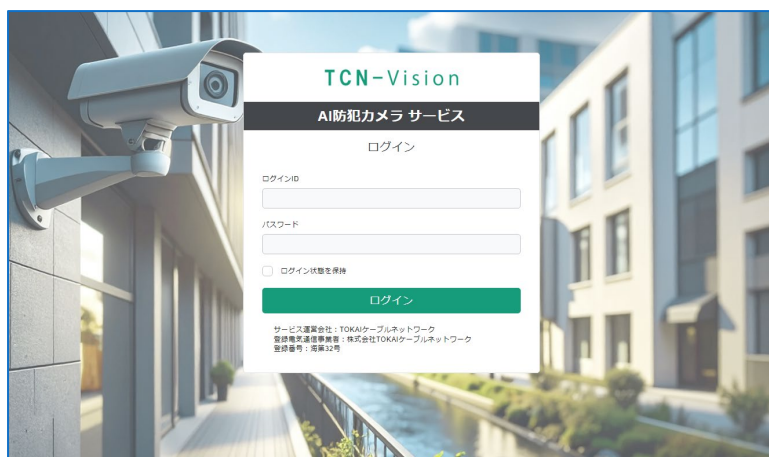 TCN-Vision
AI防犯カメラ サービス
ログイン
ログインID
パスワード
ログイン状態を保持
ログイン
サービス運営会社：TOKAIケーブルネットワーク
登録電気通信事業者：株式会社TOKAIケーブルネットワーク
登録番号：海第32号